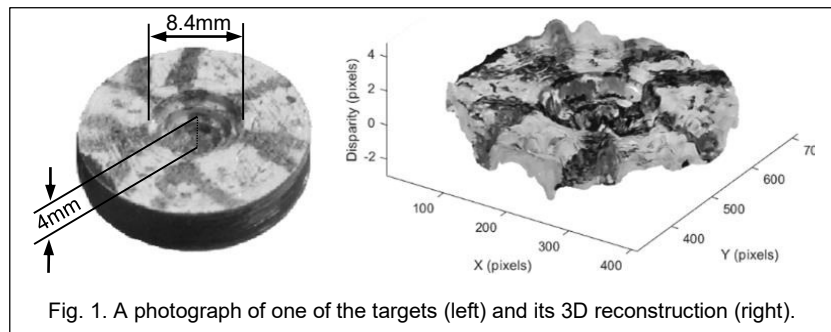 8.4mm
4mm
Disparity (pixels)
4
2
0
-2
100
200
300
400
X (pixels)
400
500
600
Y (pixels)
Fig. 1. A photograph of one of the targets (left) and its 3D reconstruction (right).